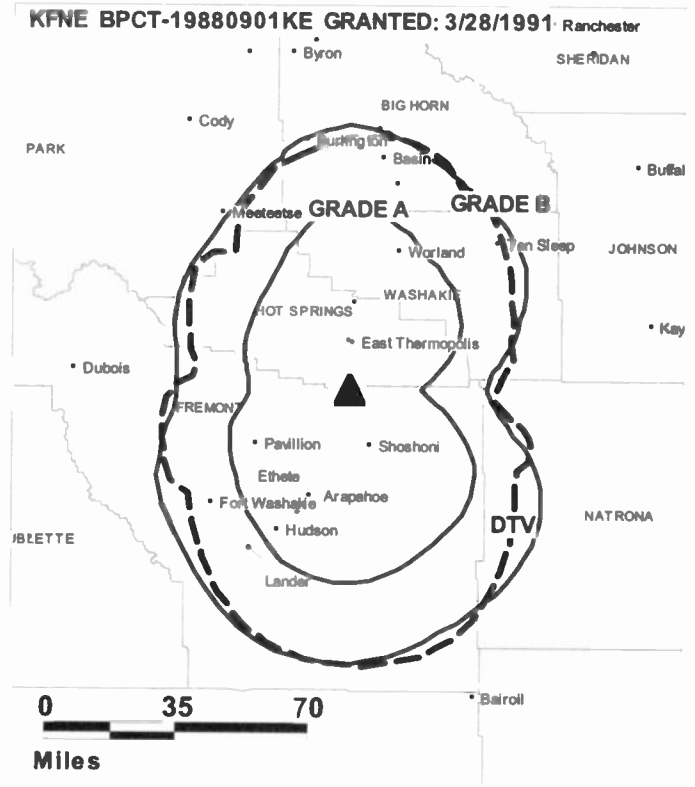 KFNE BPCT-19880901KE GRANTED: 3/28/1991
Ranchester
Byron
SHERIDAN
BIG HORN
Cody
PARK
Burlington
Basin
Buffal
Meeteetse
GRADE A
GRADE B
Ten Sleep
Worland
JOHNSON
WASHAKIE
HOT SPRINGS
Kay
East Thermopolis
Dubois
FREMONT
Pavillion
Shoshoni
Ethete
Arapahoe
Fort Washakie
Hudson
DTV
NATRONA
UBLETTE
Lander
Bairoil
0 35 70
Miles